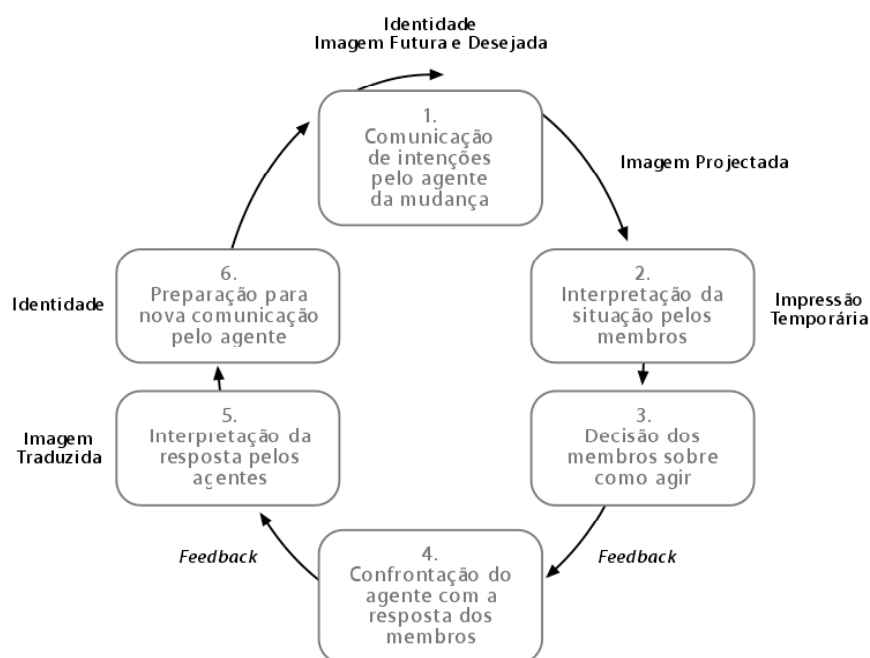 Identidade
Imagem Futura e Desejada
1.
Comunicação
de intenções
pelo agente
da mudança
Imagem Projectada
2.
Interpretação da
situação pelos
membros
Impressão
Temporária
3.
Decisão dos
membros sobre
como agir
Feedback
4.
Confrontação do
agente com a
resposta dos
membros
Feedback
5.
Interpretação da
resposta pelos
agentes
Imagem
Traduzida
6.
Preparação para
nova comunicação
pelo agente
Identidade